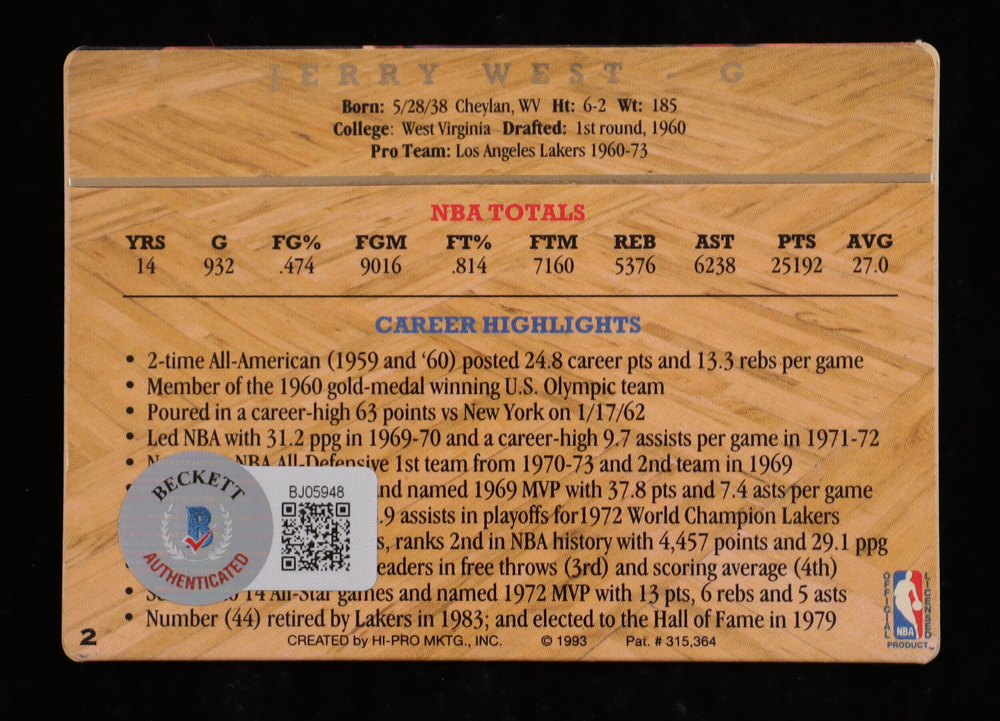 JERRY WEST - G
Born: 5/28/38 Cheylan, WV Ht: 6-2 Wt: 185
College: West Virginia Drafted: 1st round, 1960
Pro Team: Los Angeles Lakers 1960-73
NBA TOTALS
YRS G FG% FGM FT% FTM REB AST PTS AVG
14 932 .474 9016 .814 7160 5376 6238 25192 27.0
CAREER HIGHLIGHTS
• 2-time All-American (1959 and ‘60) posted 24.8 career pts and 13.3 rebs per game
• Member of the 1960 gold-medal winning U.S. Olympic team
• Poured in a career-high 63 points vs New York on 1/17/62
• Led NBA with 31.2 ppg in 1969-70 and a career-high 9.7 assists per game in 1971-72
• NBA All-Defensive 1st team from 1970-73 and 2nd team in 1969
• and named 1969 MVP with 37.8 pts and 7.4 asts per game
.9 assists in playoffs for1972 World Champion Lakers
ranks 2nd in NBA history with 4,457 points and 29.1 ppg
in free throws (3rd) and scoring average (4th)
• to 14 All-Star games and named 1972 MVP with 13 pts, 6 rebs and 5 asts
• Number (44) retired by Lakers in 1983; and elected to the Hall of Fame in 1979
2
CREATED by HI-PRO MKTG., INC. © 1993 Pat. # 315,364
BECKETT
B
AUTHENTICATED
BJ05948
OFFICIAL
LICENSED
NBA
PRODUCT™